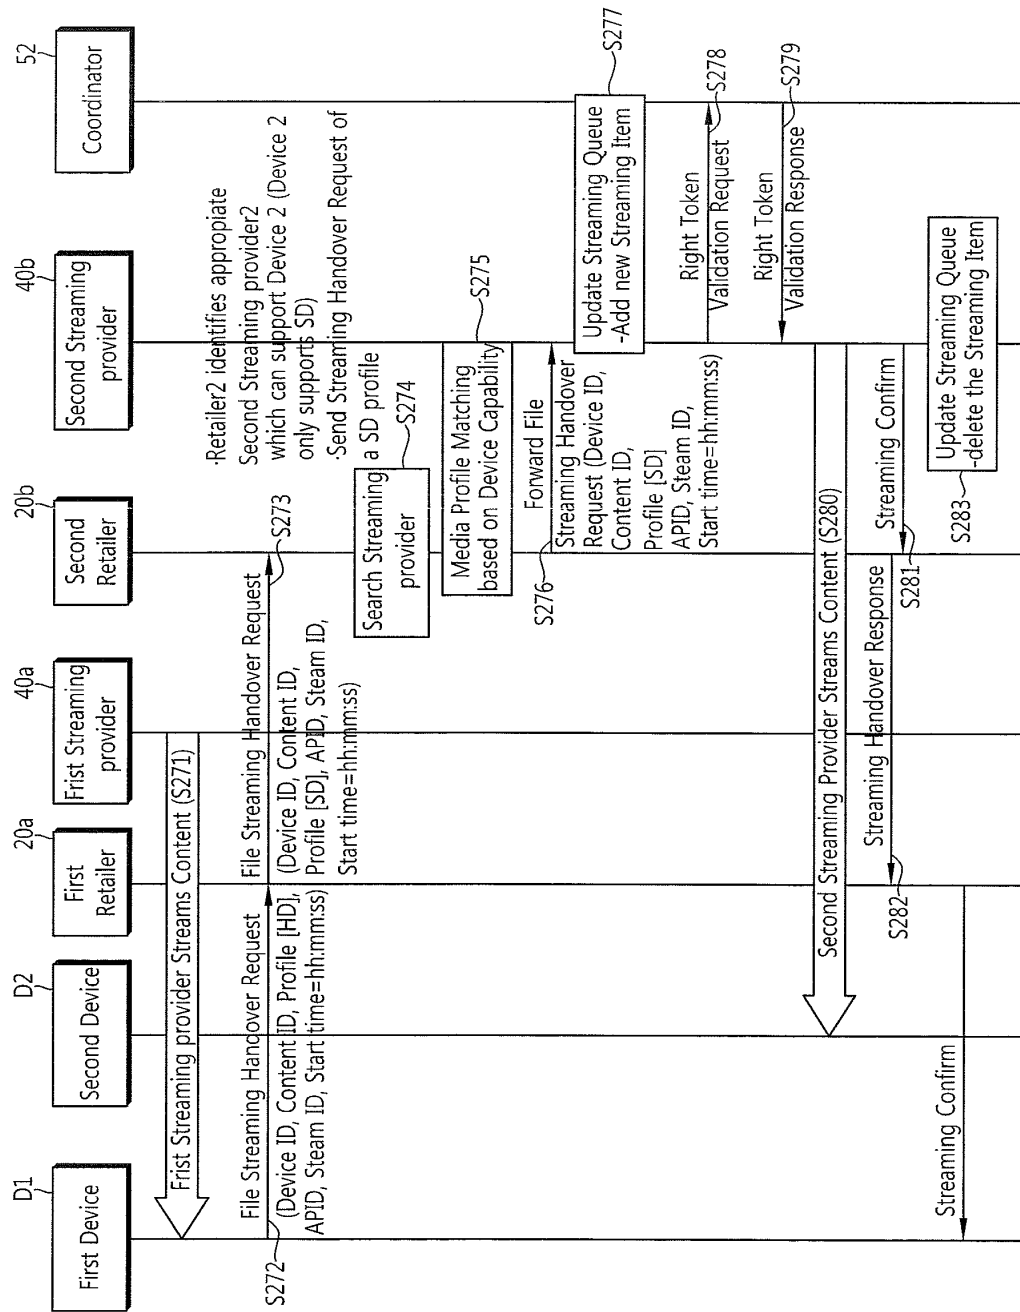 D1
First Device
D2
Second Device
20a
First
Retailer
40a
Frist Streaming
provider
20b
Second
Retailer
40b
Second Streaming
provider
52
Coordinator
Frist Streaming provider Streams Content (S271)
File Streaming Handover Request
(Device ID, Content ID, Profile [HD],
APID, Steam ID, Start time=hh:mm:ss)
S272
File Streaming Handover Request
(Device ID, Content ID,
Profile [SD], APID, Steam ID,
Start time=hh:mm:ss)
S273
·Retailer2 identifies appropiate
Second Streaming provider2
which can support Device 2 (Device 2
only supports SD)
·Send Streaming Handover Request of
a SD profile
Search Streaming
provider
S274
Media Profile Matching
based on Device Capability
S275
Forward File
Streaming Handover
Request (Device ID,
Content ID,
Profile [SD]
APID, Steam ID,
Start time=hh:mm:ss)
S276
Update Streaming Queue
-Add new Streaming Item
S277
Right Token
Validation Request
S278
Right Token
Validation Response
S279
Second Streaming Provider Streams Content (S280)
Streaming Confirm
S281
Streaming Handover Response
S282
Update Streaming Queue
-delete the Streaming Item
S283
Streaming Confirm